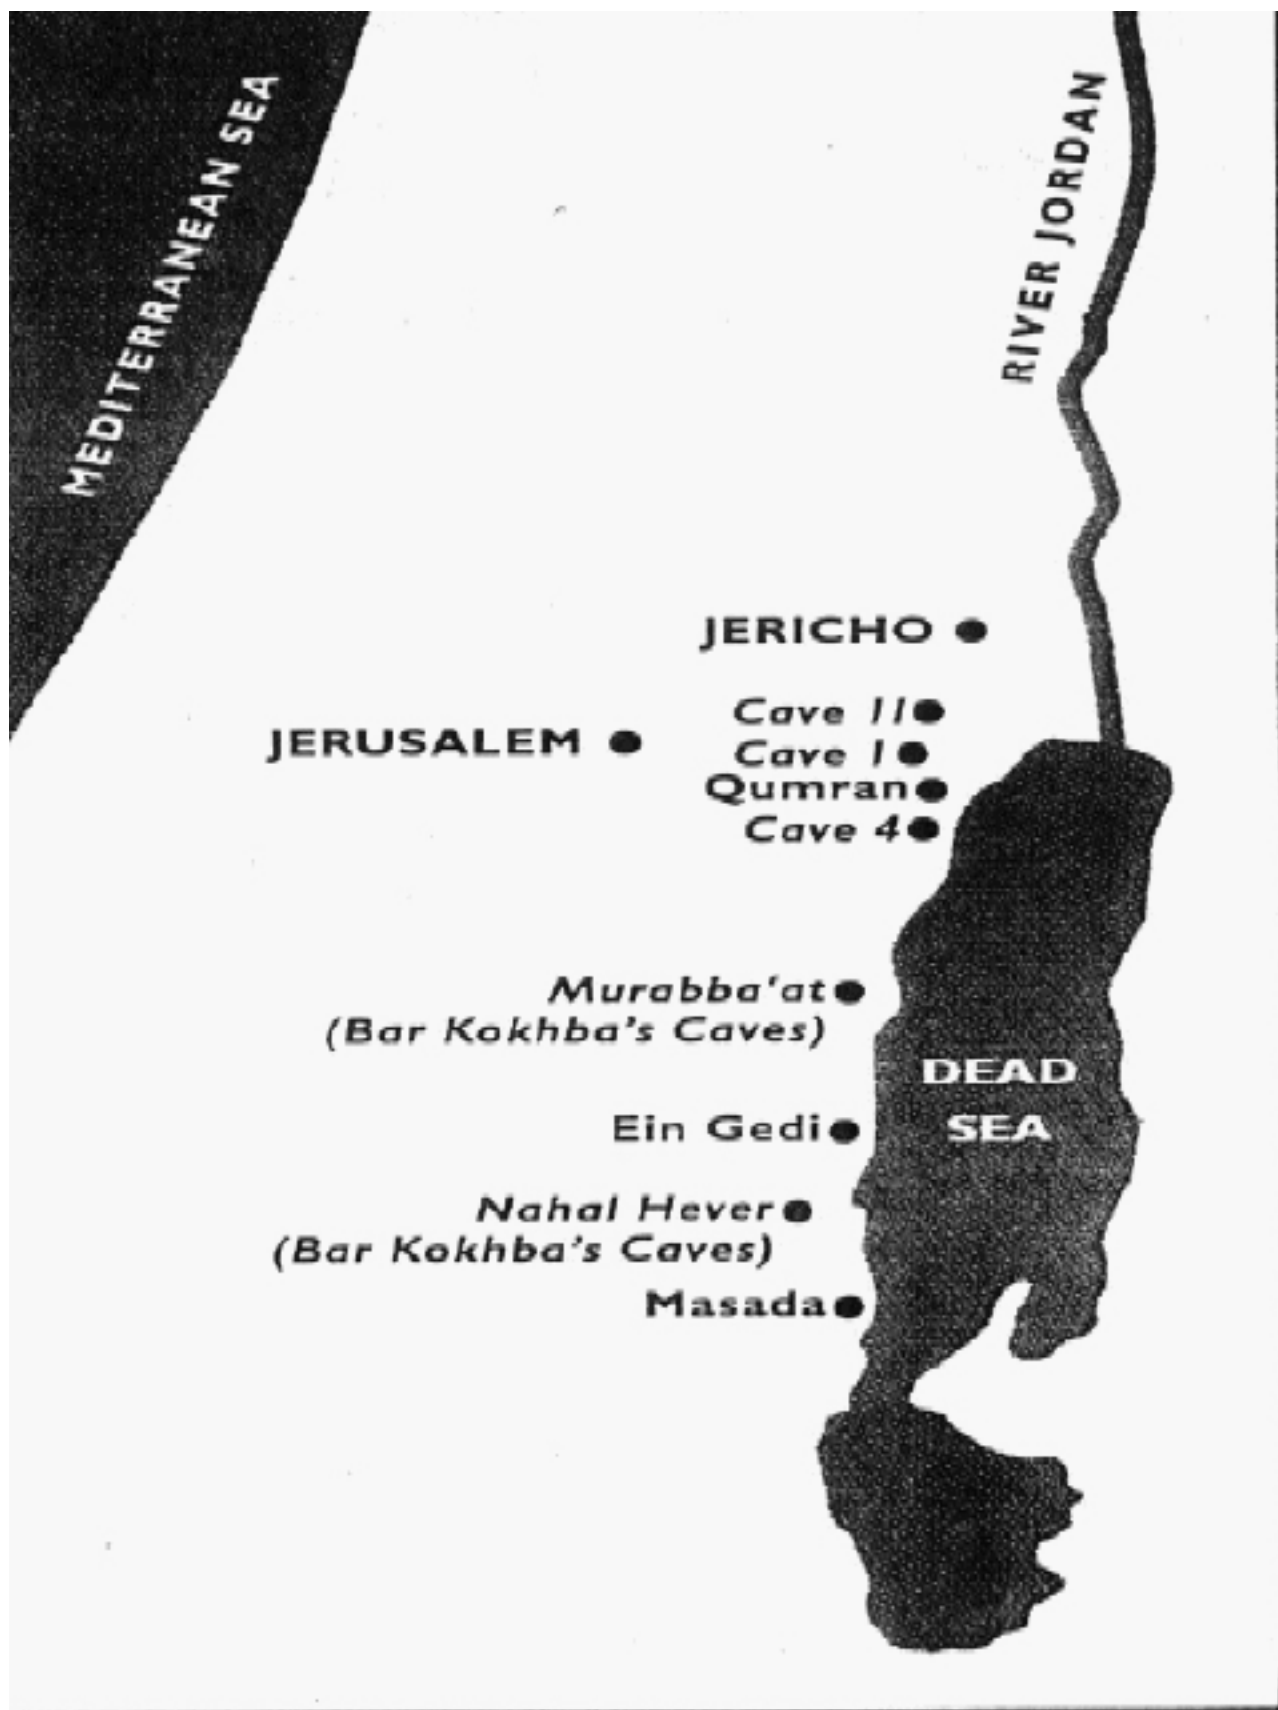 MEDITERRANEAN SEA
RIVER JORDAN
JERICHO
Cave 11
JERUSALEM
Cave 1
Qumran
Cave 4
Murabba'at
(Bar Kokhba's Caves)
DEAD
SEA
Ein Gedi
Nahal Hever
(Bar Kokhba's Caves)
Masada